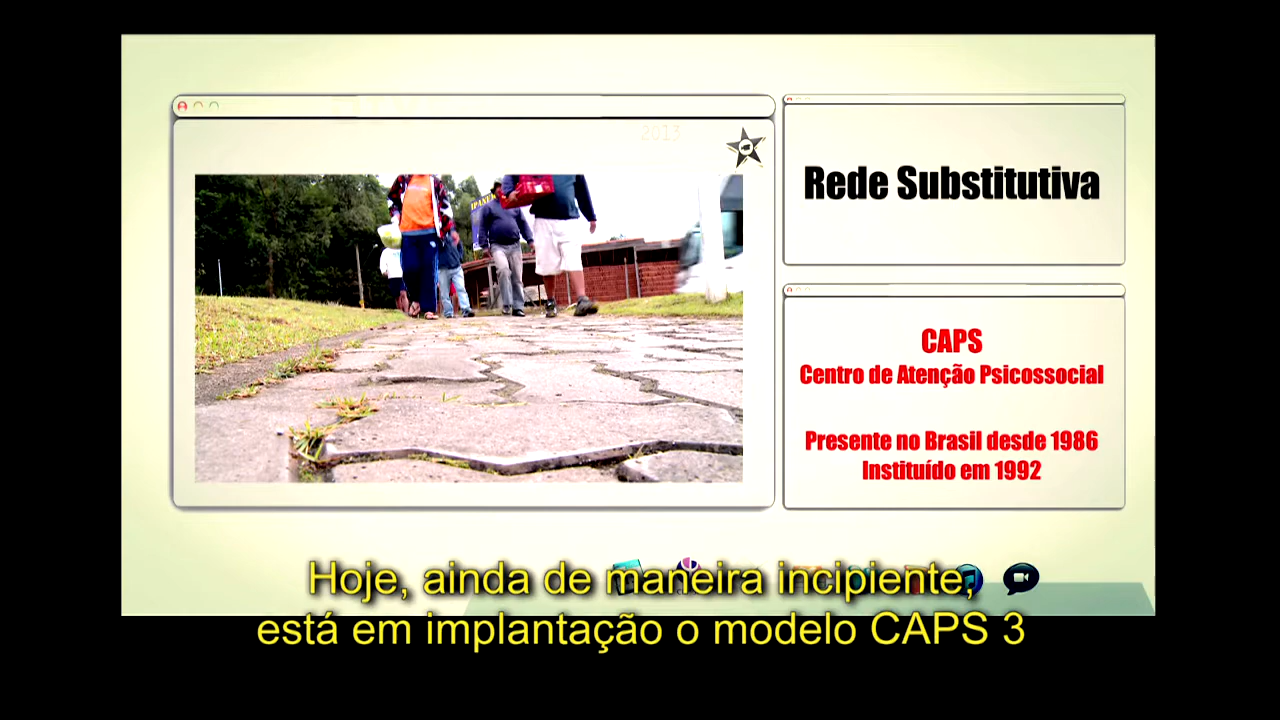 2013
Rede Substitutiva
CAPS
Centro de Atenção Psicossocial
Presente no Brasil desde 1986
Instituído em 1992
Hoje, ainda de maneira incipiente,
está em implantação o modelo CAPS 3